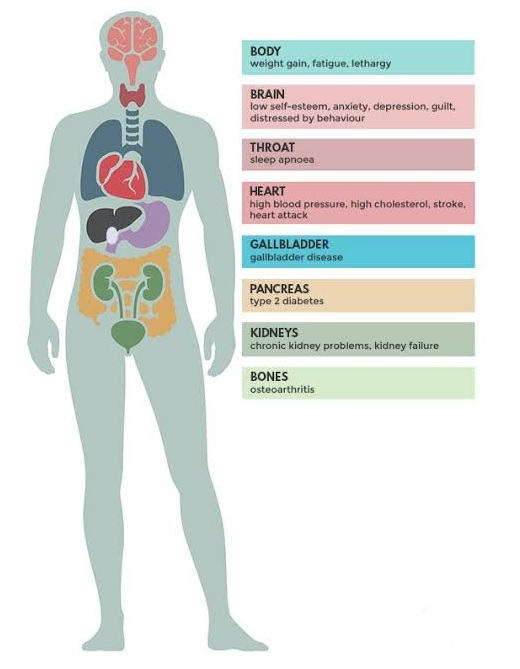 BODY
weight gain, fatigue, lethargy
BRAIN
low self-esteem, anxiety, depression, guilt,
distressed by behaviour
THROAT
sleep apnoea
HEART
high blood pressure, high cholesterol, stroke,
heart attack
GALLBLADDER
gallbladder disease
PANCREAS
type 2 diabetes
KIDNEYS
chronic kidney problems, kidney failure
BONES
osteoarthritis